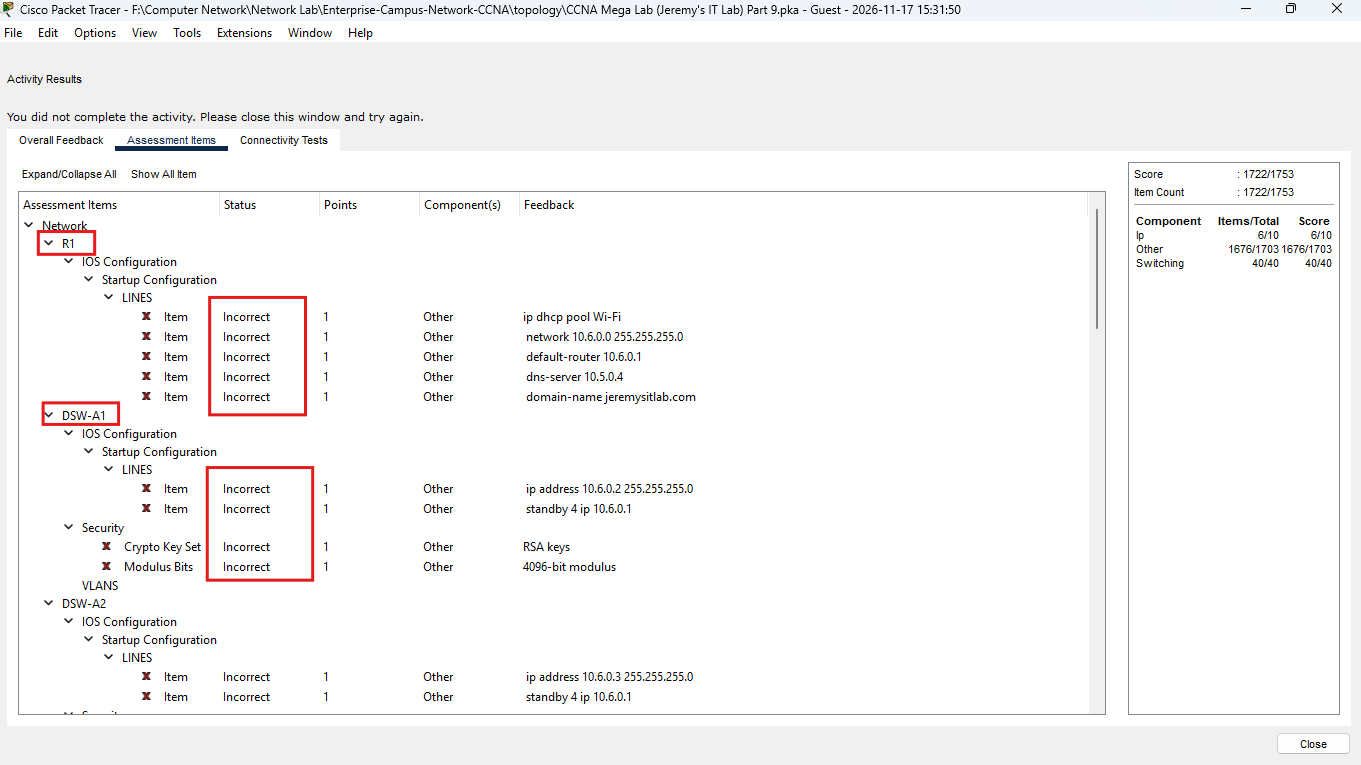 Cisco Packet Tracer - F:\Computer Network\Network Lab\Enterprise-Campus-Network-CCNA\topology\CCNA Mega Lab (Jeremy's IT Lab) Part 9.pka - Guest - 2026-11-17 15:31:50
File Edit Options View Tools Extensions Window Help
Activity Results
You did not complete the activity. Please close this window and try again.
Overall Feedback Assessment Items Connectivity Tests
Expand/Collapse All Show All Item
Assessment Items Status Points Component(s) Feedback
Network
R1
IOS Configuration
Startup Configuration
LINES
Item Incorrect 1 Other ip dhcp pool Wi-Fi
Item Incorrect 1 Other network 10.6.0.0 255.255.255.0
Item Incorrect 1 Other default-router 10.6.0.1
Item Incorrect 1 Other dns-server 10.5.0.4
Item Incorrect 1 Other domain-name jeremysitlab.com
DSW-A1
IOS Configuration
Startup Configuration
LINES
Item Incorrect 1 Other ip address 10.6.0.2 255.255.255.0
Item Incorrect 1 Other standby 4 ip 10.6.0.1
Security
Crypto Key Set Incorrect 1 Other RSA keys
Modulus Bits Incorrect 1 Other 4096-bit modulus
VLANS
DSW-A2
IOS Configuration
Startup Configuration
LINES
Item Incorrect 1 Other ip address 10.6.0.3 255.255.255.0
Item Incorrect 1 Other standby 4 ip 10.6.0.1
Score : 1722/1753
Item Count : 1722/1753
Component Items/Total Score
Ip 6/10 6/10
Other 1676/1703 1676/1703
Switching 40/40 40/40
Close